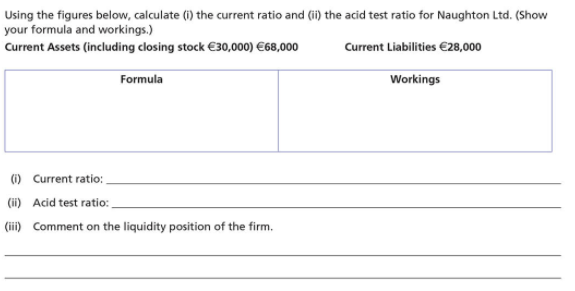 Using the figures below, calculate (i) the current ratio and (ii) the acid test ratio for Naughton Ltd. (Show
your formula and workings.)
Current Assets (including closing stock €30,000) €68,000 Current Liabilities €28,000
Formula Workings
(i) Current ratio:
(ii) Acid test ratio:
(iii) Comment on the liquidity position of the firm.